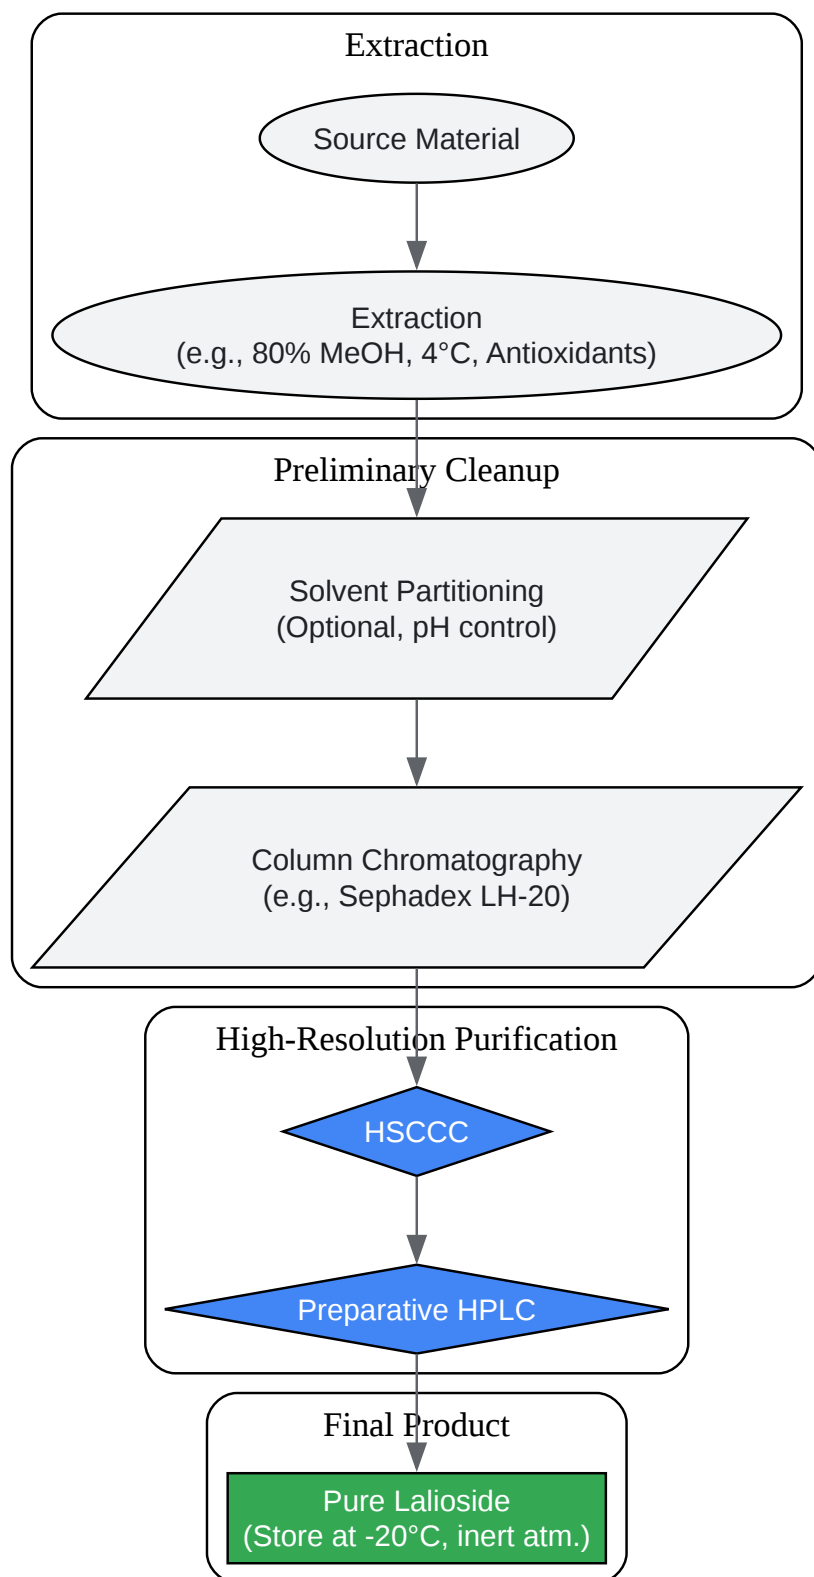 Extraction
Source Material
Extraction
(e.g., 80% MeOH, 4°C, Antioxidants)
Preliminary Cleanup
Solvent Partitioning
(Optional, pH control)
Column Chromatography
(e.g., Sephadex LH-20)
High-Resolution Purification
HSCCC
Preparative HPLC
Final Product
Pure Lalioside
(Store at -20°C, inert atm.)